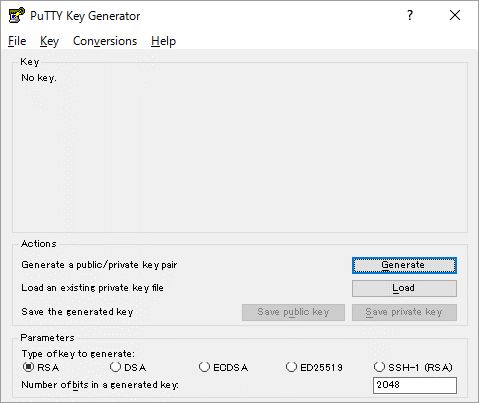 PuTTY Key Generator
File Key Conversions Help
Key
No key.
Actions
Generate a public/private key pair Generate
Load an existing private key file Load
Save the generated key Save public key Save private key
Parameters
Type of key to generate:
RSA DSA ECDSA ED25519 SSH-1 (RSA)
Number of bits in a generated key: 2048